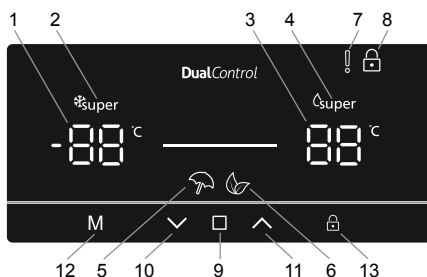 1 2 3 4 7 8
DualControl
super super
-88 °C 88 °C
M
12 5 10 9 11 6 13